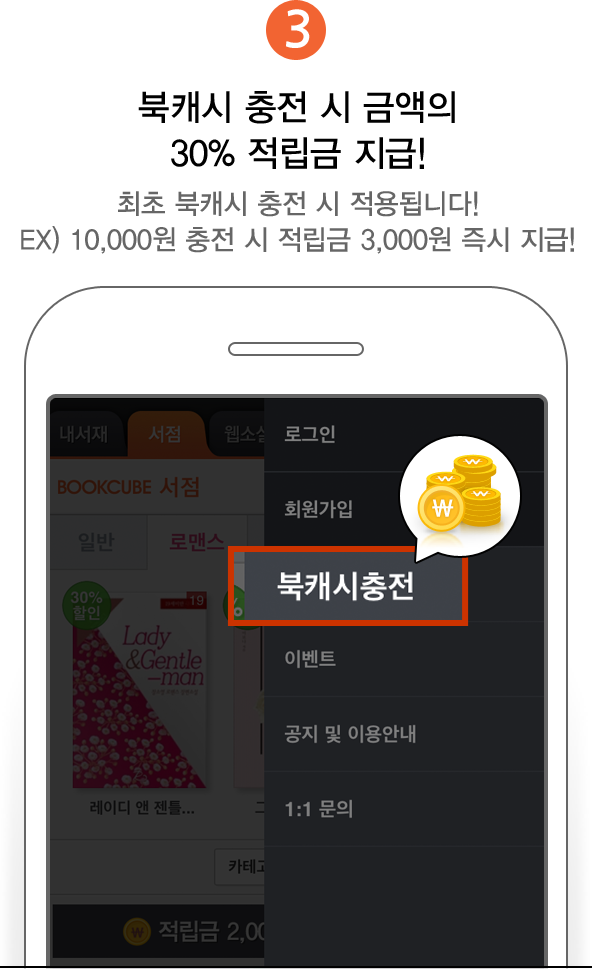 3
북캐시 충전 시 금액의
30% 적립금 지급!
최초 북캐시 충전 시 적용됩니다!
EX) 10,000원 충전 시 적립금 3,000원 즉시 지급!
내서재 서점 웹소설
로그인
BOOKCUBE 서점
회원가입
일반 로맨스
북캐시충전
30%
할인
19
%
Lady
&Gentle
—man
이벤트
공지 및 이용안내
레이디 앤 젠틀... 그
1:1 문의
카테고
적립금 2,00